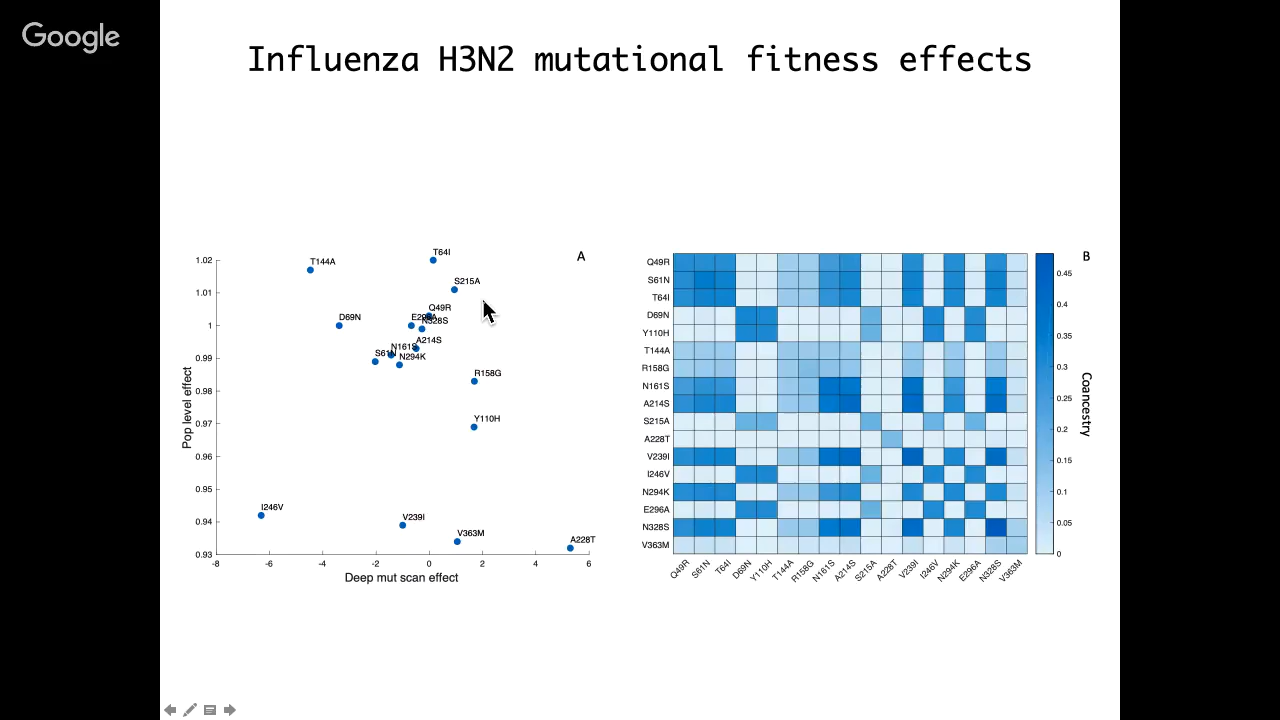 Google
Influenza H3N2 mutational fitness effects
A
Pop level effect
1.02
1.01
1
0.99
0.98
0.97
0.96
0.95
0.94
0.93
T64I
T144A
S215A
Q49R
D69N
E296A
N328S
A214S
N161S
S61N
N294K
R158G
Y110H
I246V
V239I
V363M
A228T
-8 -6 -4 -2 0 2 4 6
Deep mut scan effect
B
Q49R
S61N
T64I
D69N
Y110H
T144A
R158G
N161S
A214S
S215A
A228T
V239I
I246V
N294K
E296A
N328S
V363M
Q49R S61N T64I D69N Y110H T144A R158G N161S A214S S215A A228T V239I I246V N294K E296A N328S V363M
0.45
0.4
0.35
0.3
0.25
0.2
0.15
0.1
0.05
0
Coancestry